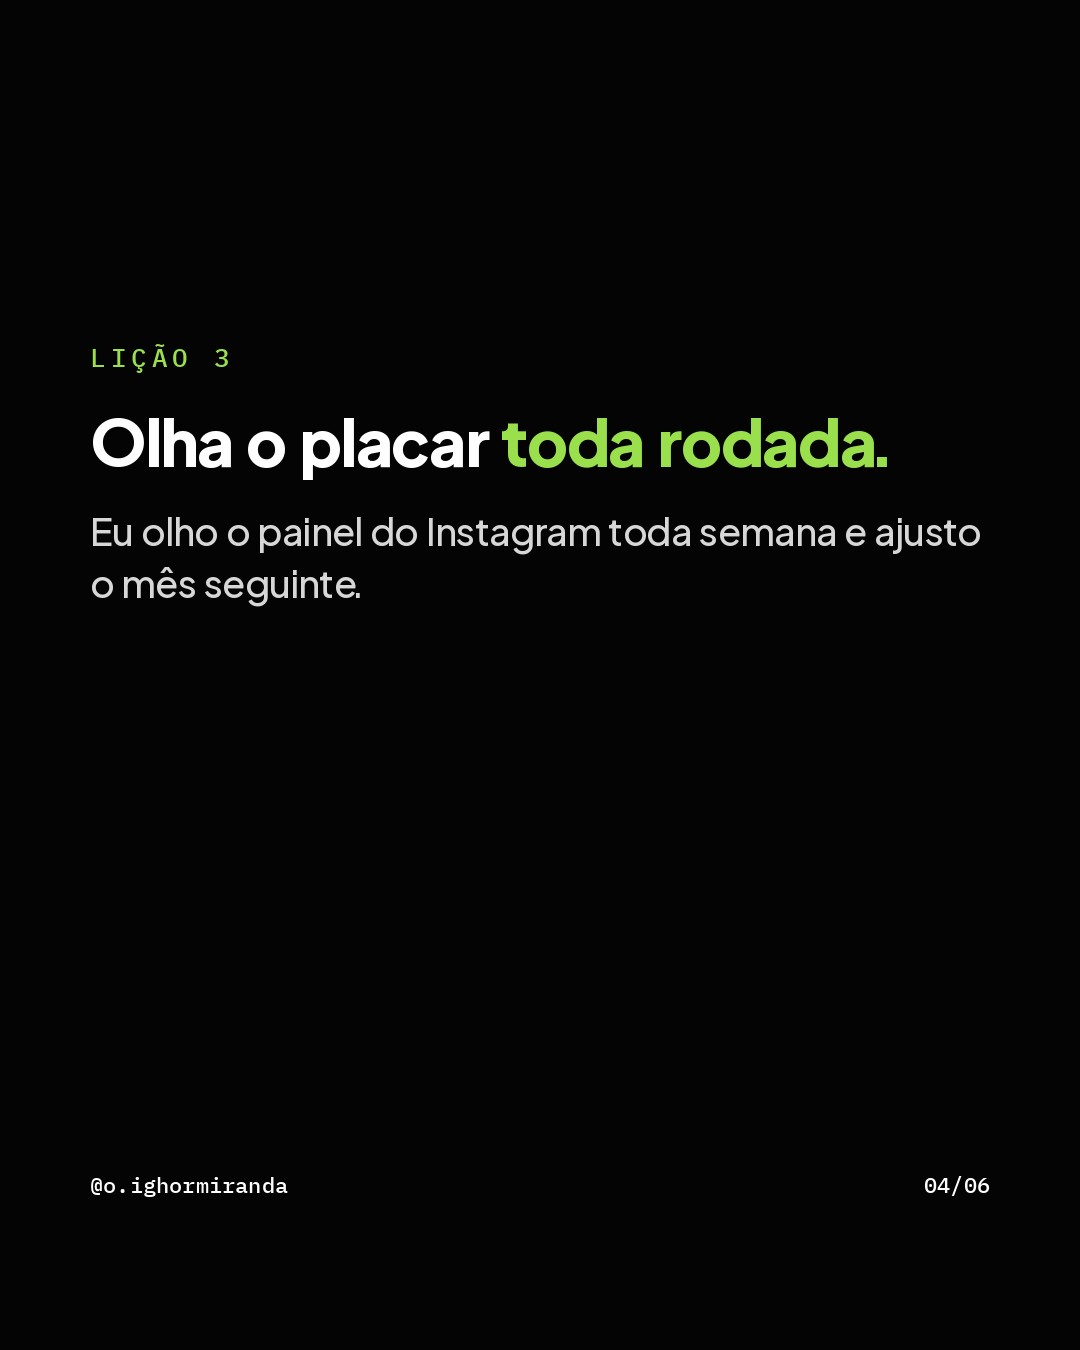 LIÇÃO 3
Olha o placar toda rodada.
Eu olho o painel do Instagram toda semana e ajusto
o mês seguinte.
@o.ighormiranda
04/06